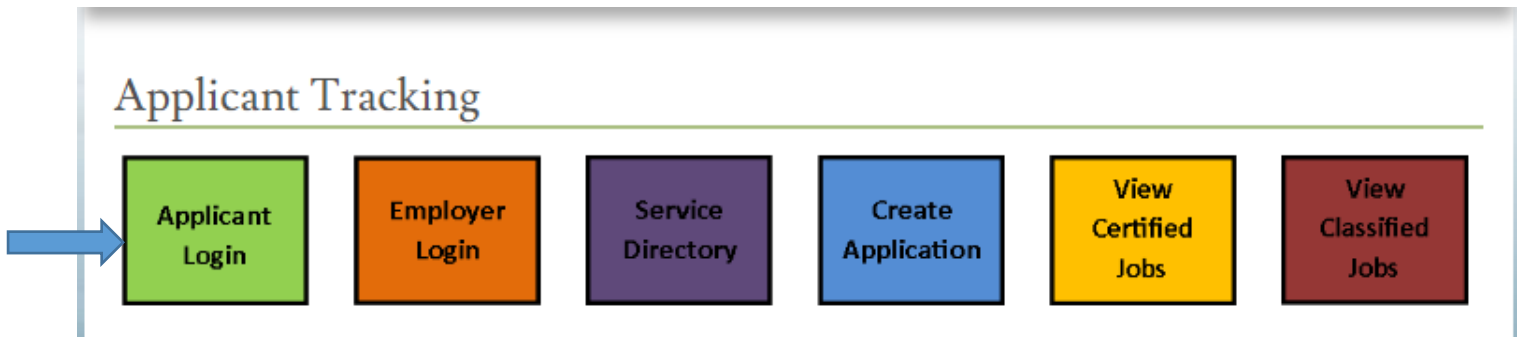 Applicant Tracking
Applicant
Login
Employer
Login
Service
Directory
Create
Application
View
Certified
Jobs
View
Classified
Jobs